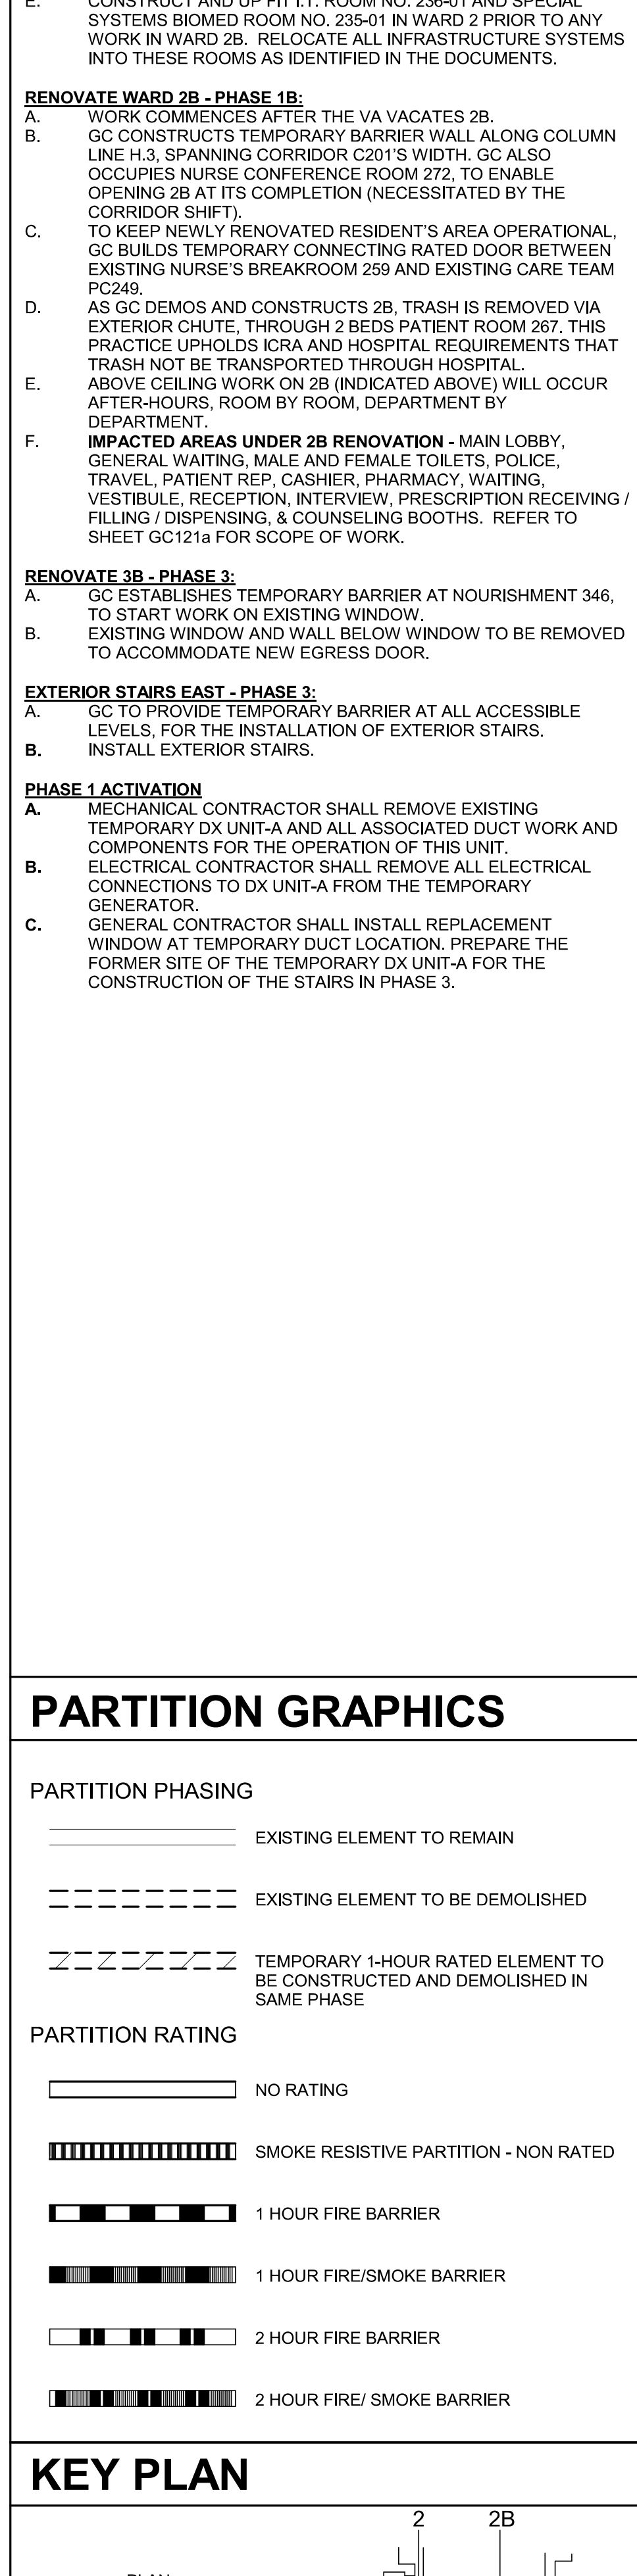 E. CONSTRUCT AND UP FIT I.T. ROOM NO. 236-01 AND SPECIAL
SYSTEMS BIOMED ROOM NO. 235-01 IN WARD 2 PRIOR TO ANY
WORK IN WARD 2B. RELOCATE ALL INFRASTRUCTURE SYSTEMS
INTO THESE ROOMS AS IDENTIFIED IN THE DOCUMENTS.
RENOVATE WARD 2B - PHASE 1B:
A. WORK COMMENCES AFTER THE VA VACATES 2B.
B. GC CONSTRUCTS TEMPORARY BARRIER WALL ALONG COLUMN
LINE H.3, SPANNING CORRIDOR C201'S WIDTH. GC ALSO
OCCUPIES NURSE CONFERENCE ROOM 272, TO ENABLE
OPENING 2B AT ITS COMPLETION (NECESSITATED BY THE
CORRIDOR SHIFT).
C. TO KEEP NEWLY RENOVATED RESIDENT'S AREA OPERATIONAL,
GC BUILDS TEMPORARY CONNECTING RATED DOOR BETWEEN
EXISTING NURSE'S BREAKROOM 259 AND EXISTING CARE TEAM
PC249.
D. AS GC DEMOS AND CONSTRUCTS 2B, TRASH IS REMOVED VIA
EXTERIOR CHUTE, THROUGH 2 BEDS PATIENT ROOM 267. THIS
PRACTICE UPHOLDS ICRA AND HOSPITAL REQUIREMENTS THAT
TRASH NOT BE TRANSPORTED THROUGH HOSPITAL.
E. ABOVE CEILING WORK ON 2B (INDICATED ABOVE) WILL OCCUR
AFTER-HOURS, ROOM BY ROOM, DEPARTMENT BY
DEPARTMENT.
F. IMPACTED AREAS UNDER 2B RENOVATION - MAIN LOBBY,
GENERAL WAITING, MALE AND FEMALE TOILETS, POLICE,
TRAVEL, PATIENT REP, CASHIER, PHARMACY, WAITING,
VESTIBULE, RECEPTION, INTERVIEW, PRESCRIPTION RECEIVING /
FILLING / DISPENSING, & COUNSELING BOOTHS. REFER TO
SHEET GC121a FOR SCOPE OF WORK.
RENOVATE 3B - PHASE 3:
A. GC ESTABLISHES TEMPORARY BARRIER AT NOURISHMENT 346,
TO START WORK ON EXISTING WINDOW.
B. EXISTING WINDOW AND WALL BELOW WINDOW TO BE REMOVED
TO ACCOMMODATE NEW EGRESS DOOR.
EXTERIOR STAIRS EAST - PHASE 3:
A. GC TO PROVIDE TEMPORARY BARRIER AT ALL ACCESSIBLE
LEVELS, FOR THE INSTALLATION OF EXTERIOR STAIRS.
B. INSTALL EXTERIOR STAIRS.
PHASE 1 ACTIVATION
A. MECHANICAL CONTRACTOR SHALL REMOVE EXISTING
TEMPORARY DX UNIT-A AND ALL ASSOCIATED DUCT WORK AND
COMPONENTS FOR THE OPERATION OF THIS UNIT.
B. ELECTRICAL CONTRACTOR SHALL REMOVE ALL ELECTRICAL
CONNECTIONS TO DX UNIT-A FROM THE TEMPORARY
GENERATOR.
C. GENERAL CONTRACTOR SHALL INSTALL REPLACEMENT
WINDOW AT TEMPORARY DUCT LOCATION. PREPARE THE
FORMER SITE OF THE TEMPORARY DX UNIT-A FOR THE
CONSTRUCTION OF THE STAIRS IN PHASE 3.
PARTITION GRAPHICS
PARTITION PHASING
EXISTING ELEMENT TO REMAIN
EXISTING ELEMENT TO BE DEMOLISHED
TEMPORARY 1-HOUR RATED ELEMENT TO
BE CONSTRUCTED AND DEMOLISHED IN
SAME PHASE
PARTITION RATING
NO RATING
SMOKE RESISTIVE PARTITION - NON RATED
1 HOUR FIRE BARRIER
1 HOUR FIRE/SMOKE BARRIER
2 HOUR FIRE BARRIER
2 HOUR FIRE/ SMOKE BARRIER
KEY PLAN
2 2B